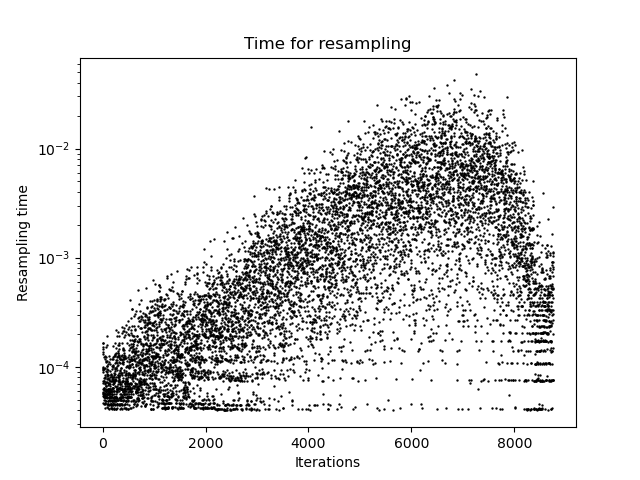 Time for resampling
Resampling time
10⁻²
10⁻³
10⁻⁴
0 2000 4000 6000 8000
Iterations